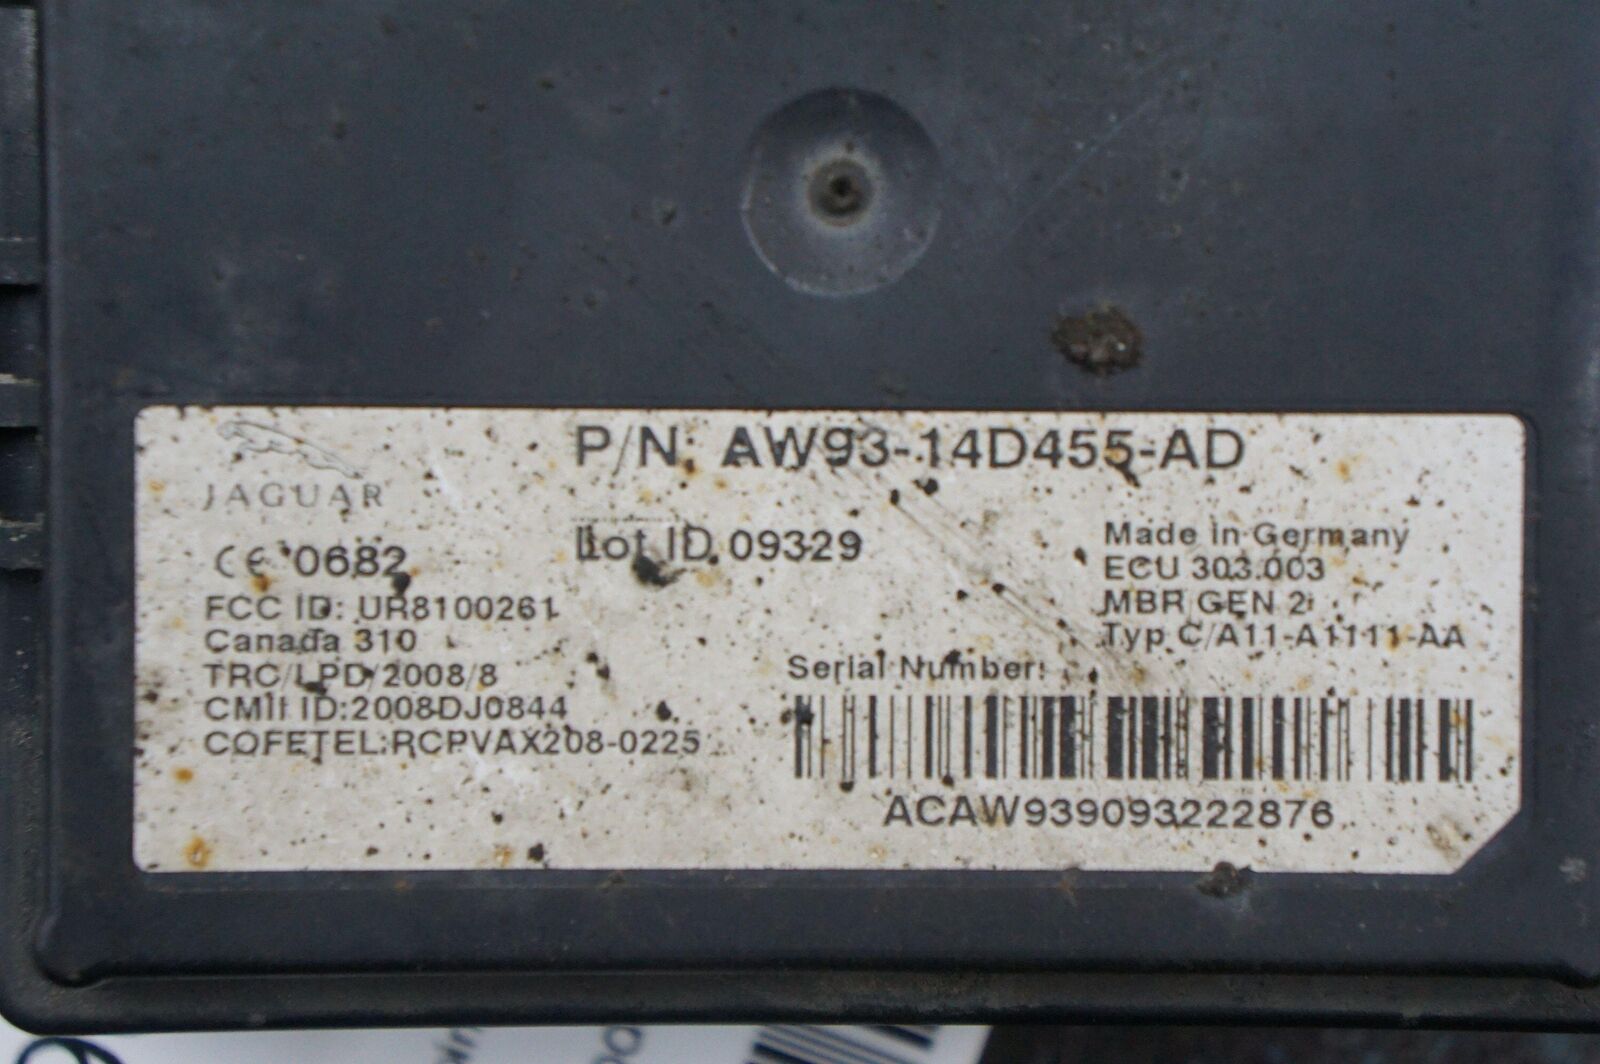 P/N: AW93-14D455-AD
JAGUAR
Lot ID 09329
CE 0682
FCC ID: UR8100261
Canada 310
TRC/LPD/2008/8
CMII ID:2008DJ0844
COFETEL:RCPVAX208-0225
Made in Germany
ECU 303.003
MBR GEN 2
Typ C/A11-A1111-AA
Serial Number:
ACAW939093222876